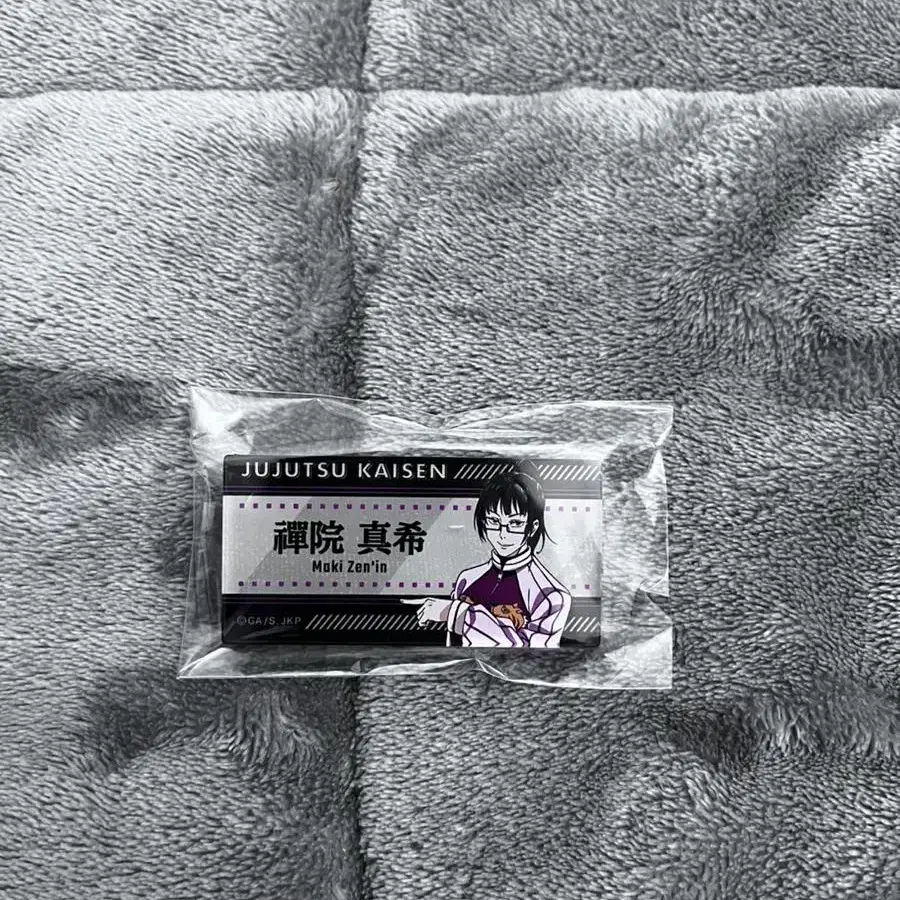 JUJUTSU KAISEN
禪院 真希
Maki Zen'in
©GA/S,JKP